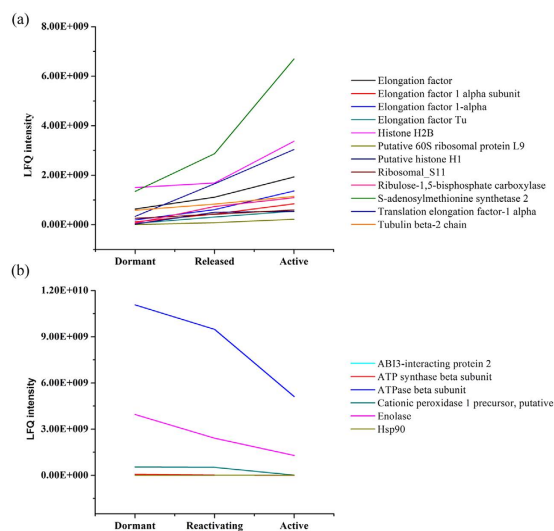 (a)
8.00E+009
6.00E+009
4.00E+009
2.00E+009
0.00E+000
LFQ intensity
Dormant Released Active
Elongation factor
Elongation factor 1 alpha subunit
Elongation factor 1-alpha
Elongation factor Tu
Histone H2B
Putative 60S ribosomal protein L9
Putative histone H1
Ribosomal_S11
Ribulose-1,5-bisphosphate carboxylase
S-adenosylmethionine synthetase 2
Translation elongation factor-1 alpha
Tubulin beta-2 chain
(b)
1.20E+010
9.00E+009
6.00E+009
3.00E+009
0.00E+000
LFQ intensity
Dormant Reactivating Active
ABI3-interacting protein 2
ATP synthase beta subunit
ATPase beta subunit
Cationic peroxidase 1 precursor, putative
Enolase
Hsp90